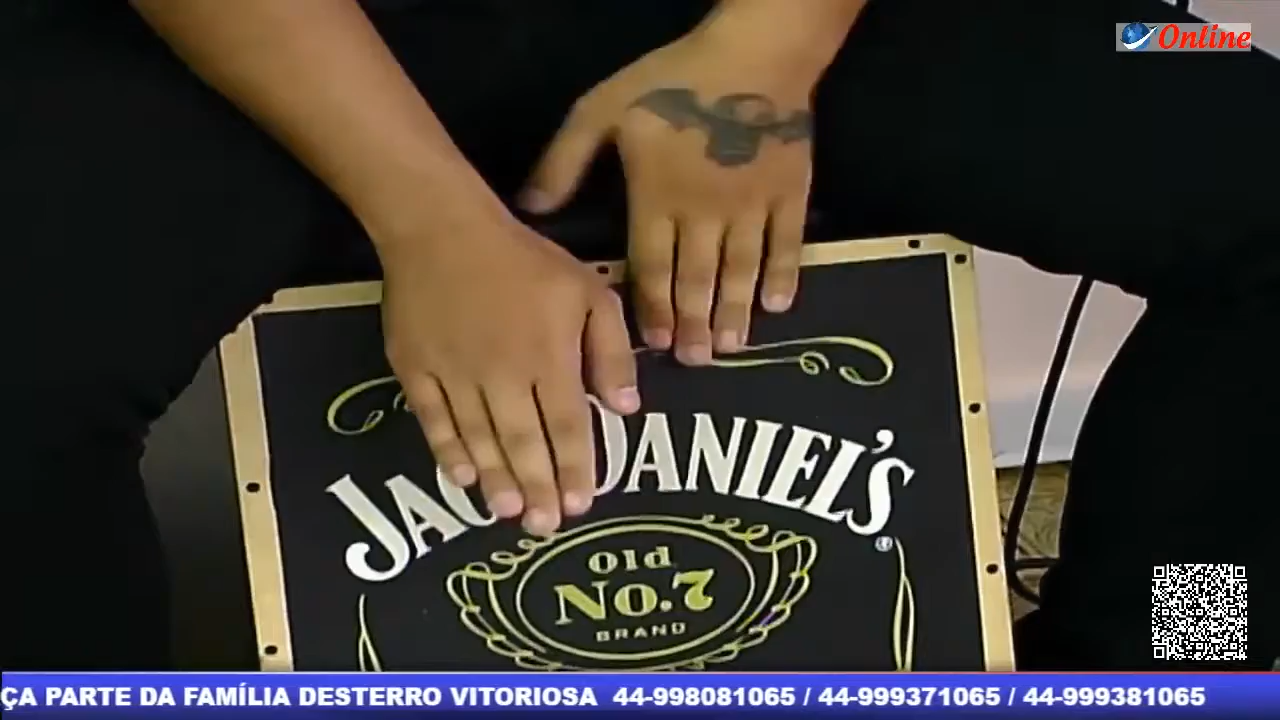 Online
JAC DANIEL'S
®
Old
No.7
BRAND
ÇA PARTE DA FAMÍLIA DESTERRO VITORIOSA 44-998081065 / 44-999371065 / 44-999381065